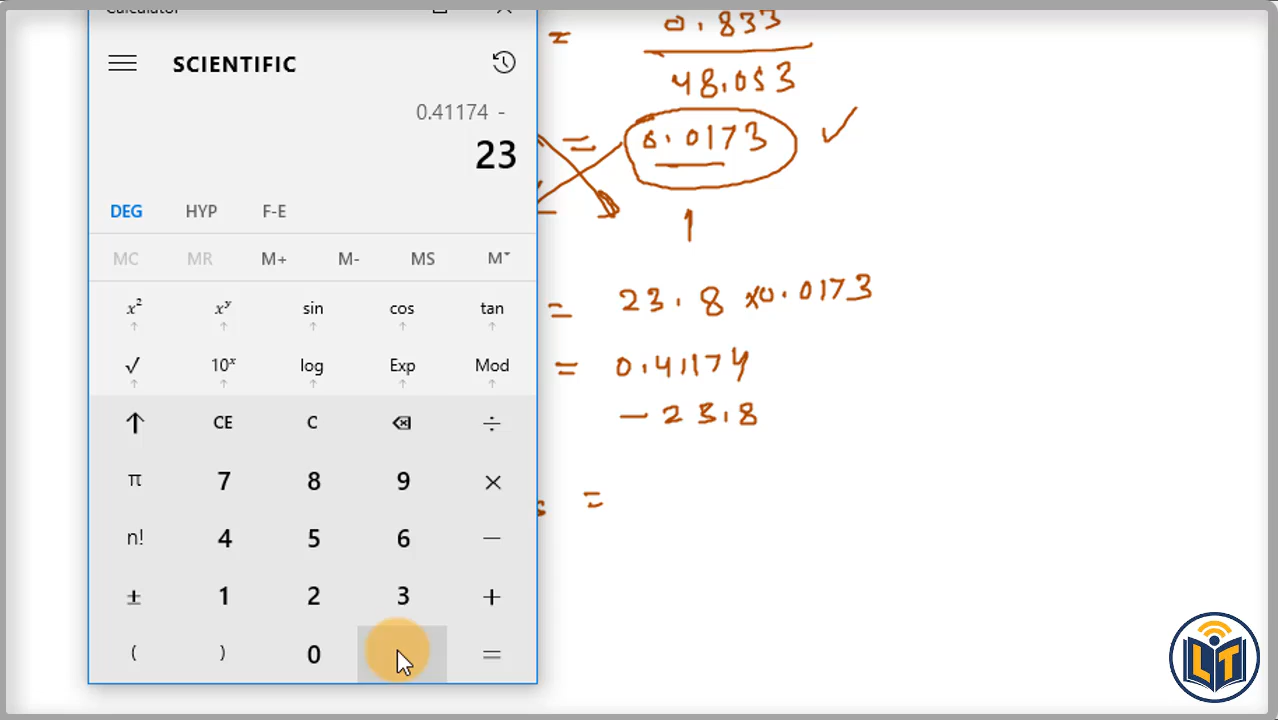 Calculator
SCIENTIFIC
0.41174 -
23
DEG HYP F-E
MC MR M+ M- MS M˅
x² xʸ sin cos tan
↑ ↑ ↑ ↑ ↑
√ 10ˣ log Exp Mod
↑ ↑ ↑ ↑ ↑
↑ CE C ⌫ ÷
π 7 8 9 ×
n! 4 5 6 −
± 1 2 3 +
( ) 0 =
= 0.833
48.053
= 0.0173 ✓
1
= 23.8 × 0.0173
= 0.41174
− 23.8
s =
LT